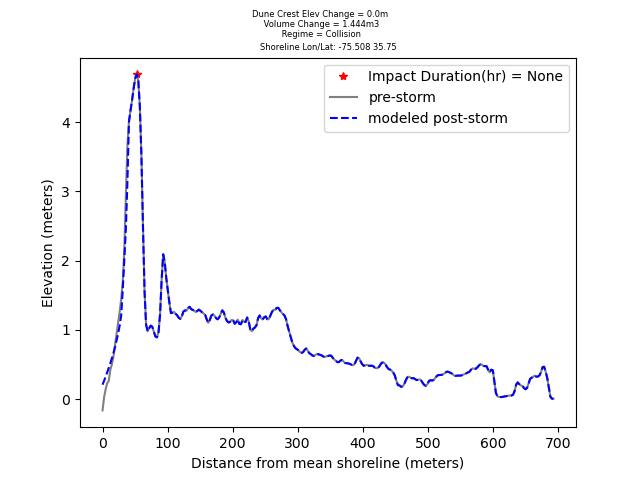 Dune Crest Elev Change = 0.0m
Volume Change = 1.444m3
Regime = Collision
Shoreline Lon/Lat: -75.508 35.75
Impact Duration(hr) = None
pre-storm
modeled post-storm
Elevation (meters)
4
3
2
1
0
0 100 200 300 400 500 600 700
Distance from mean shoreline (meters)